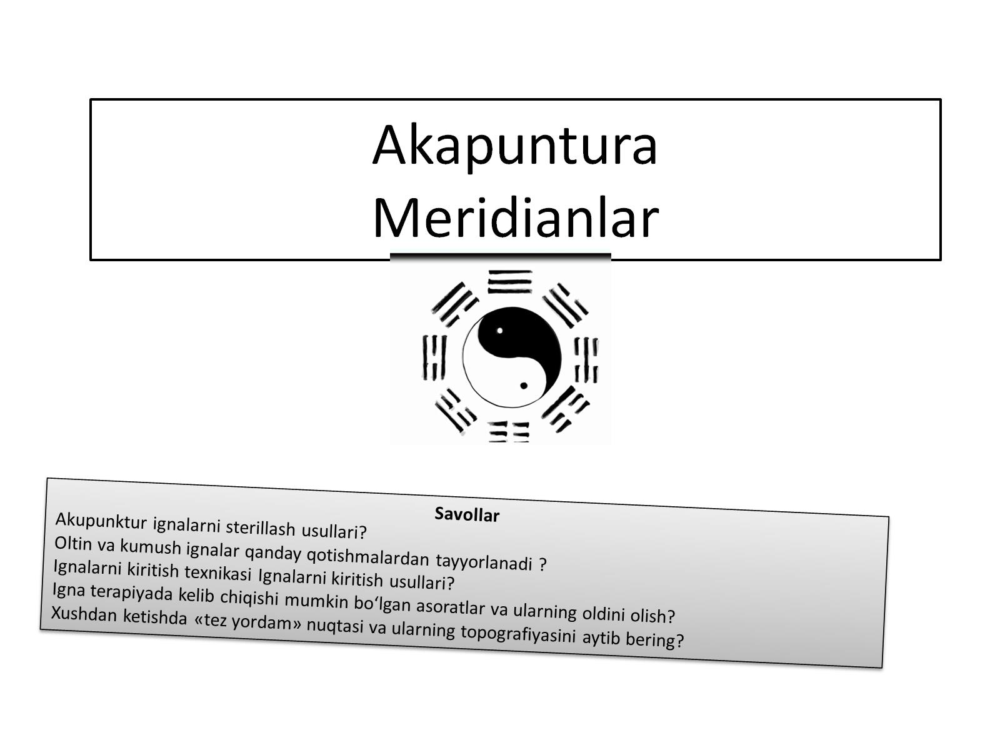 Akapuntura
Meridianlar
Savollar
Akupunktur ignalarni sterillash usullari?
Oltin va kumush ignalar qanday qotishmalardan tayyorlanadi ?
Ignalarni kiritish texnikasi Ignalarni kiritish usullari?
Igna terapiyada kelib chiqishi mumkin bo‘lgan asoratlar va ularning oldini olish?
Xushdan ketishda «tez yordam» nuqtasi va ularning topografiyasini aytib bering?